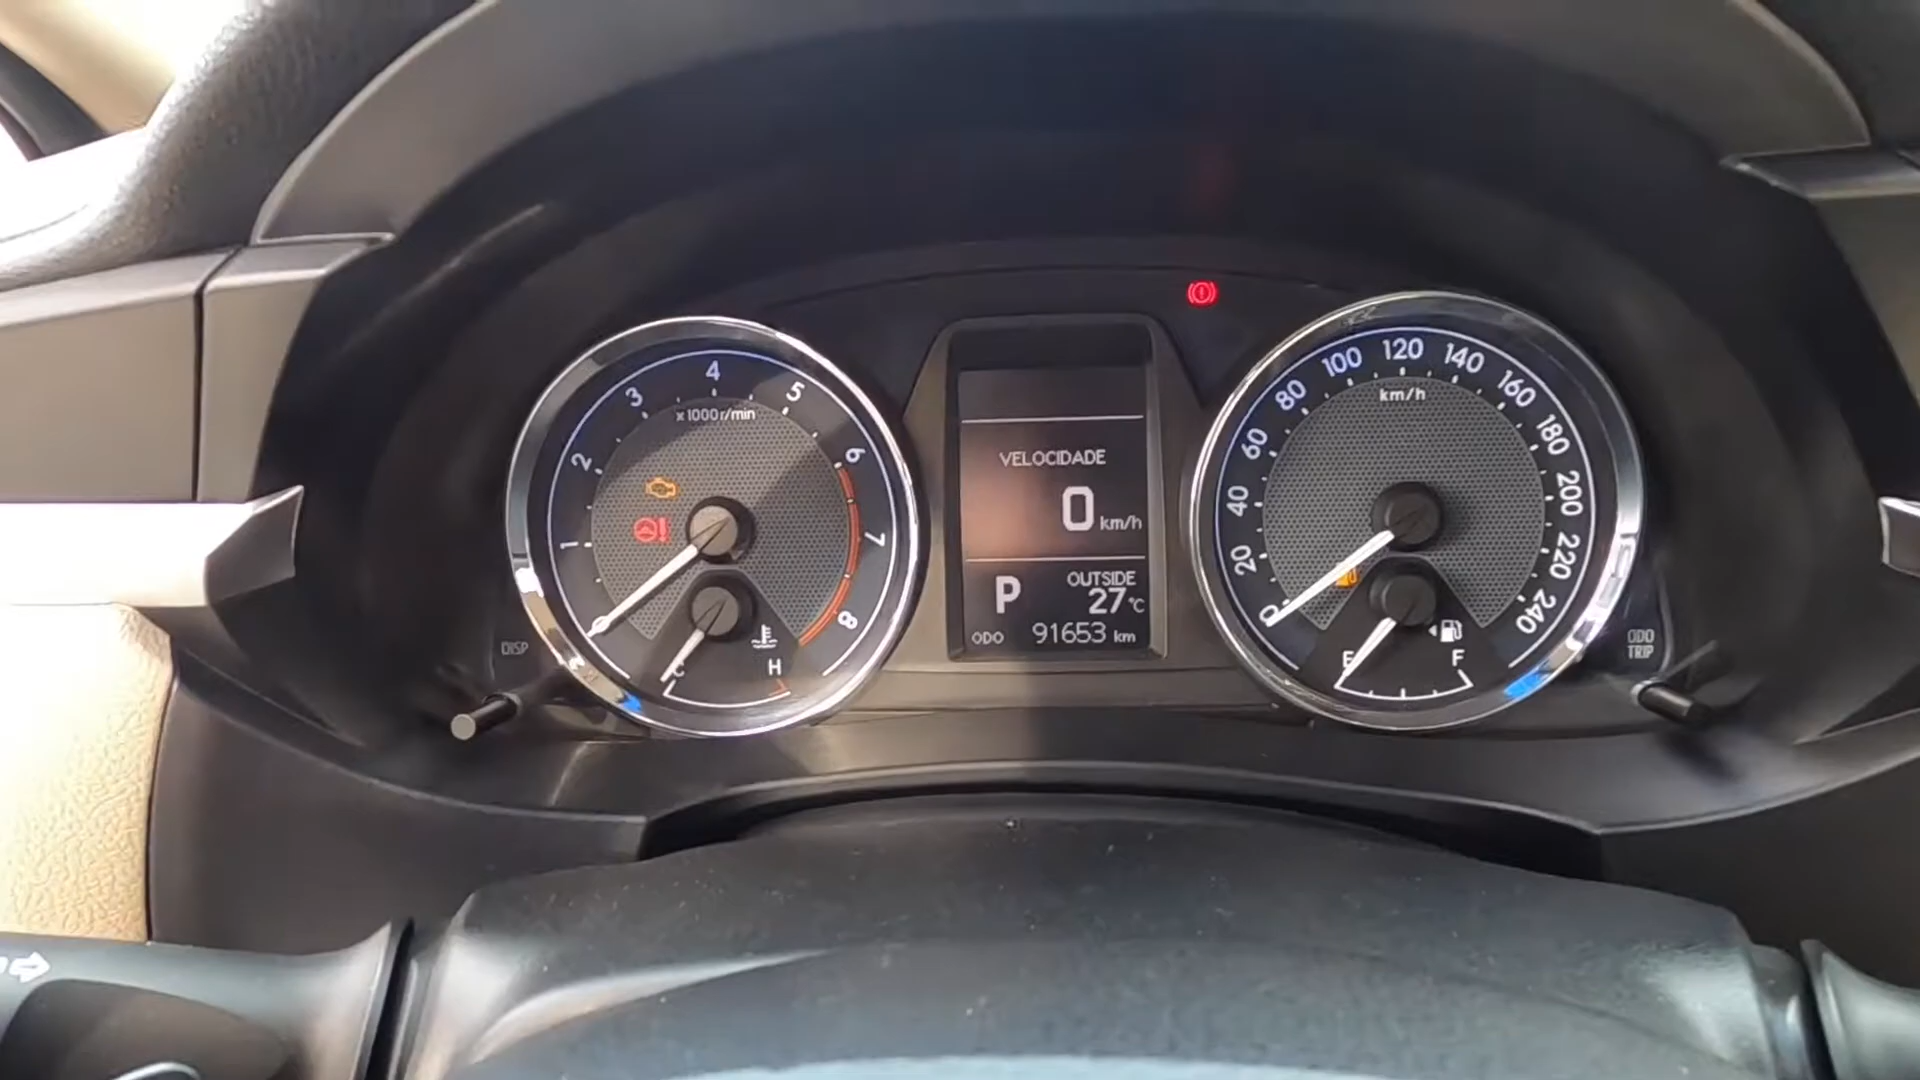 1
2
3
4
5
6
7
8
x1000r/min
C
H
DISP
VELOCIDADE
0 km/h
P
OUTSIDE
27°C
ODO 91653 km
0
20
40
60
80
100
120
140
160
180
200
220
240
km/h
E
F
ODO
TRIP